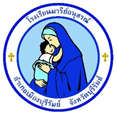 โรงเรียนมารีย์อนุสรณ์
อำเภอเมืองบุรีรัมย์ จังหวัดบุรีรัมย์